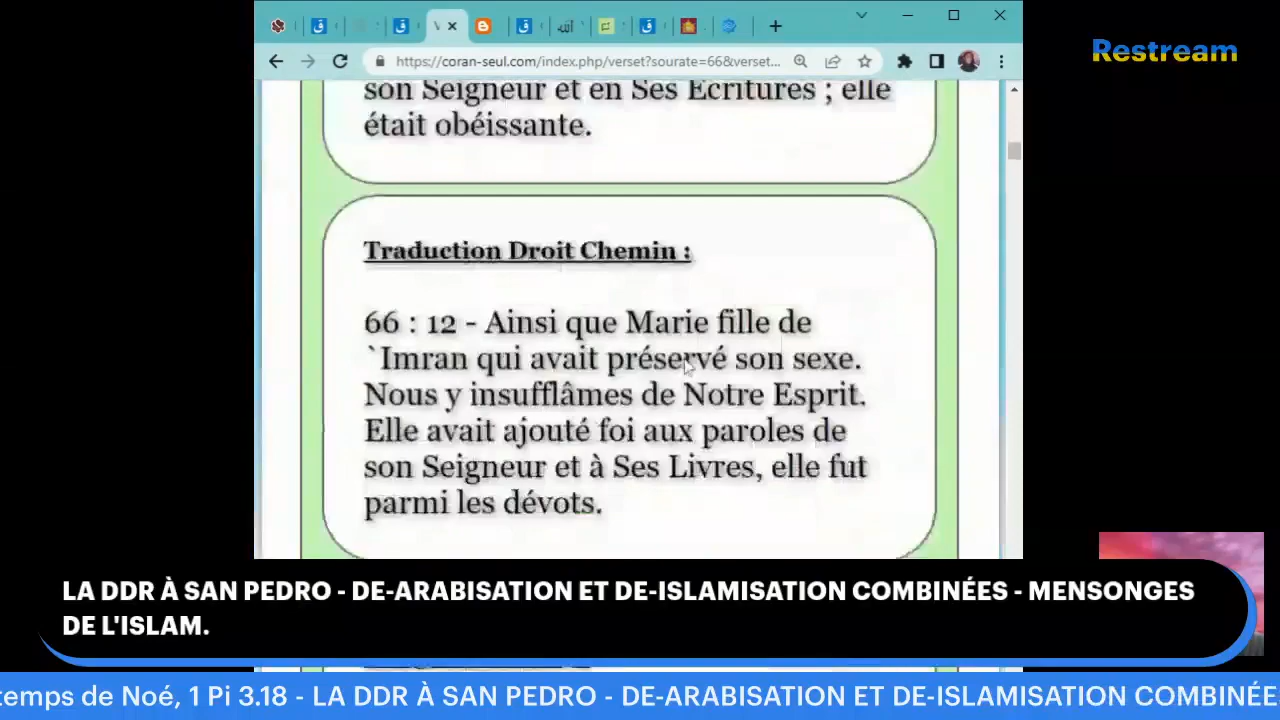 https://coran-seul.com/index.php/verset?sourate=66&verset...
Restream
son Seigneur et en Ses Ecritures ; elle
était obéissante.
Traduction Droit Chemin :
66 : 12 - Ainsi que Marie fille de
`Imran qui avait préservé son sexe.
Nous y insufflâmes de Notre Esprit.
Elle avait ajouté foi aux paroles de
son Seigneur et à Ses Livres, elle fut
parmi les dévots.
LA DDR À SAN PEDRO - DE-ARABISATION ET DE-ISLAMISATION COMBINÉES - MENSONGES
DE L'ISLAM.
temps de Noé, 1 Pi 3.18 - LA DDR À SAN PEDRO - DE-ARABISATION ET DE-ISLAMISATION COMBINÉE